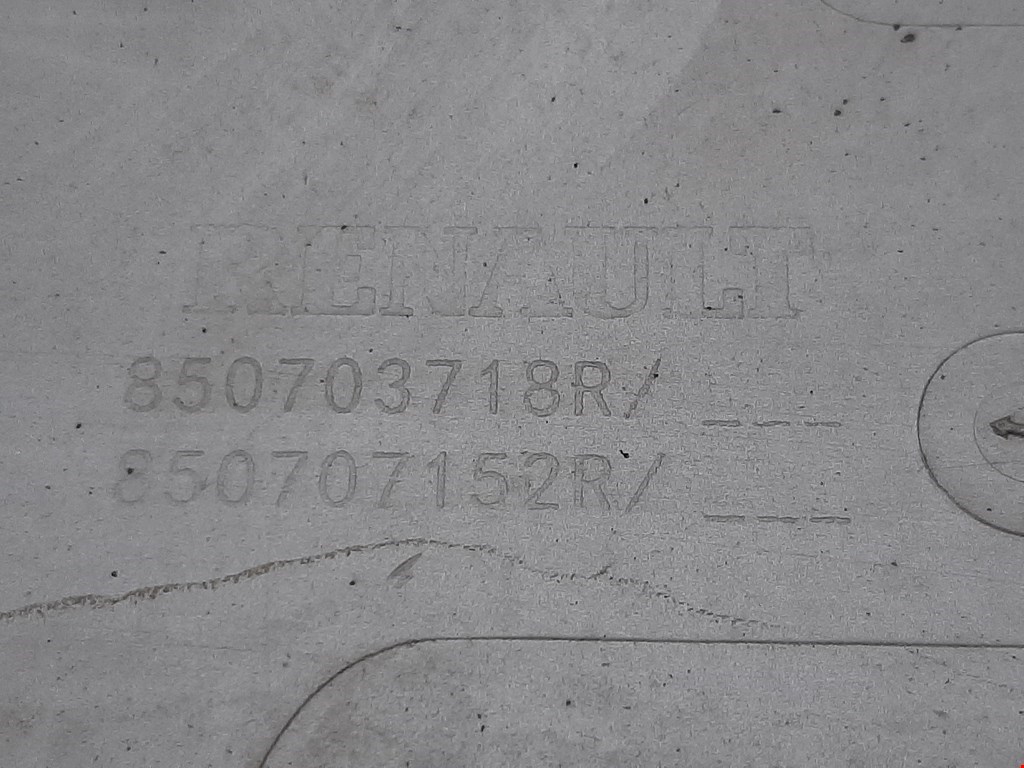 RENAULT
850703718R/ _ _ _
850707152R/ _ _ _